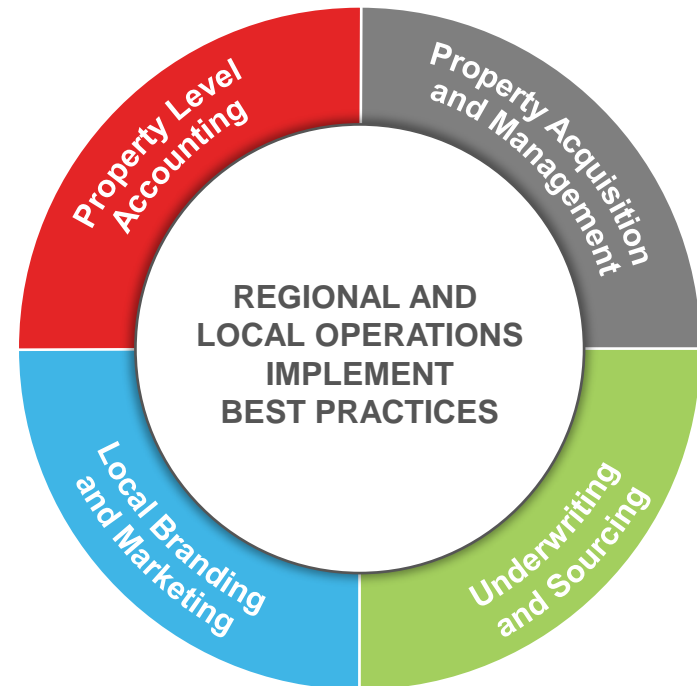 Property Level
Accounting
Property Acquisition
and Management
REGIONAL AND
LOCAL OPERATIONS
IMPLEMENT
BEST PRACTICES
Local Branding
and Marketing
Underwriting
and Sourcing